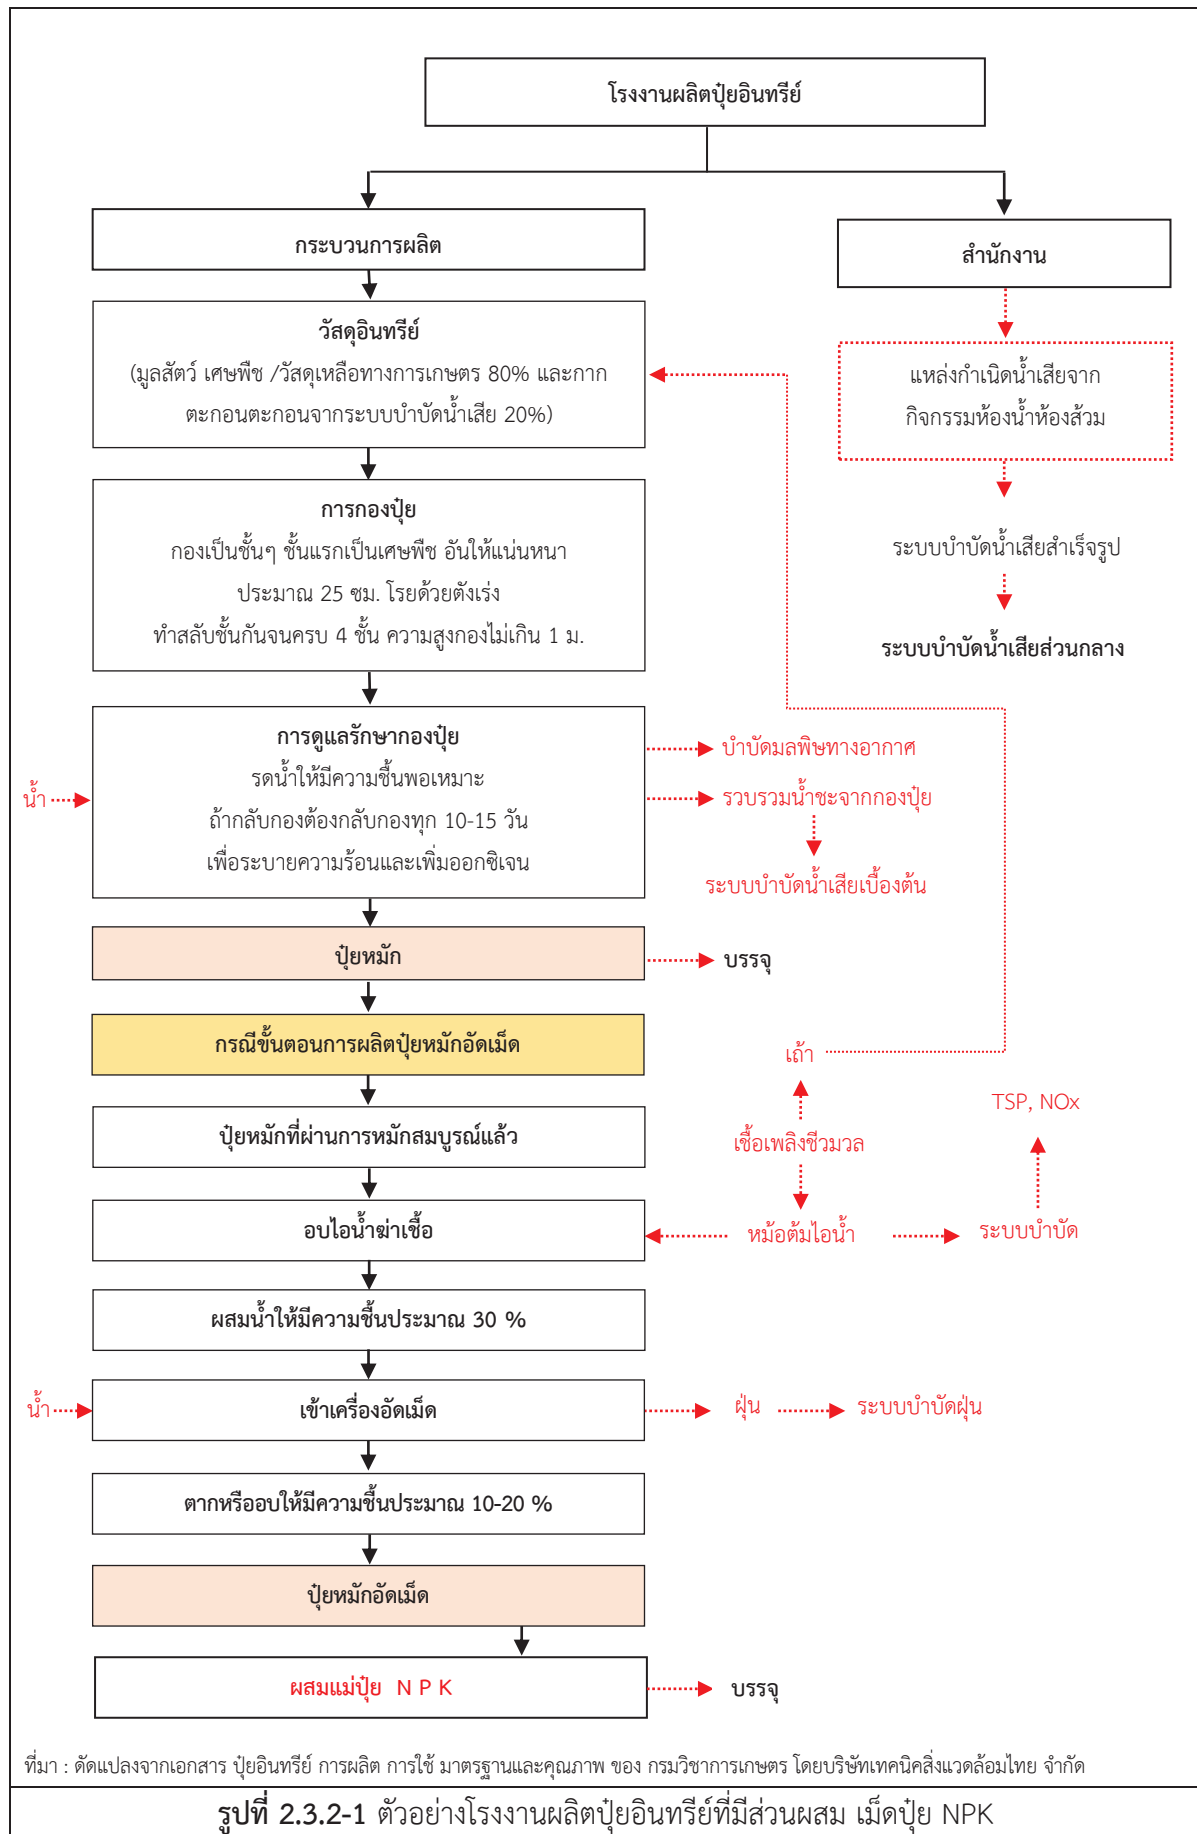 โรงงานผลิตปุ๋ยอินทรีย์
กระบวนการผลิต
สำนักงาน
วัสดุอินทรีย์
(มูลสัตว์ เศษพืช /วัสดุเหลือทางการเกษตร 80% และกาก
ตะกอนตะกอนจากระบบบำบัดน้ำเสีย 20%)
แหล่งกำเนิดน้ำเสียจาก
กิจกรรมห้องน้ำห้องส้วม
การกองปุ๋ย
กองเป็นชั้นๆ ชั้นแรกเป็นเศษพืช อันให้แน่นหนา
ประมาณ 25 ซม. โรยด้วยตังเร่ง
ทำสลับชั้นกันจนครบ 4 ชั้น ความสูงกองไม่เกิน 1 ม.
ระบบบำบัดน้ำเสียสำเร็จรูป
ระบบบำบัดน้ำเสียส่วนกลาง
การดูแลรักษากองปุ๋ย
รดน้ำให้มีความชื้นพอเหมาะ
ถ้ากลับกองต้องกลับกองทุก 10-15 วัน
เพื่อระบายความร้อนและเพิ่มออกซิเจน
น้ำ
บำบัดมลพิษทางอากาศ
รวบรวมน้ำชะจากกองปุ๋ย
ระบบบำบัดน้ำเสียเบื้องต้น
ปุ๋ยหมัก
บรรจุ
กรณีขั้นตอนการผลิตปุ๋ยหมักอัดเม็ด
เถ้า
TSP, NOx
ปุ๋ยหมักที่ผ่านการหมักสมบูรณ์แล้ว
เชื้อเพลิงชีวมวล
อบไอน้ำฆ่าเชื้อ
หม้อต้มไอน้ำ
ระบบบำบัด
ผสมน้ำให้มีความชื้นประมาณ 30 %
น้ำ
เข้าเครื่องอัดเม็ด
ฝุ่น
ระบบบำบัดฝุ่น
ตากหรืออบให้มีความชื้นประมาณ 10-20 %
ปุ๋ยหมักอัดเม็ด
ผสมแม่ปุ๋ย N P K
บรรจุ
ที่มา : ดัดแปลงจากเอกสาร ปุ๋ยอินทรีย์ การผลิต การใช้ มาตรฐานและคุณภาพ ของ กรมวิชาการเกษตร โดยบริษัทเทคนิคสิ่งแวดล้อมไทย จำกัด
รูปที่ 2.3.2-1 ตัวอย่างโรงงานผลิตปุ๋ยอินทรีย์ที่มีส่วนผสม เม็ดปุ๋ย NPK